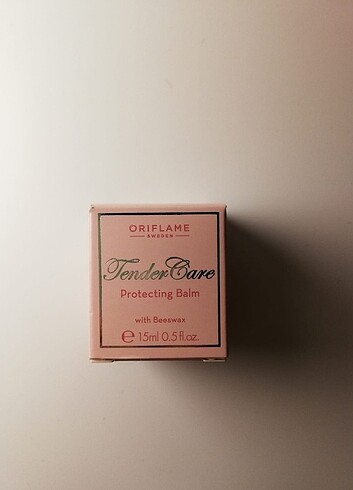 ORIFLAME
SWEDEN
Tender Care
Protecting Balm
with Beeswax
℮ 15ml 0.5 fl.oz.